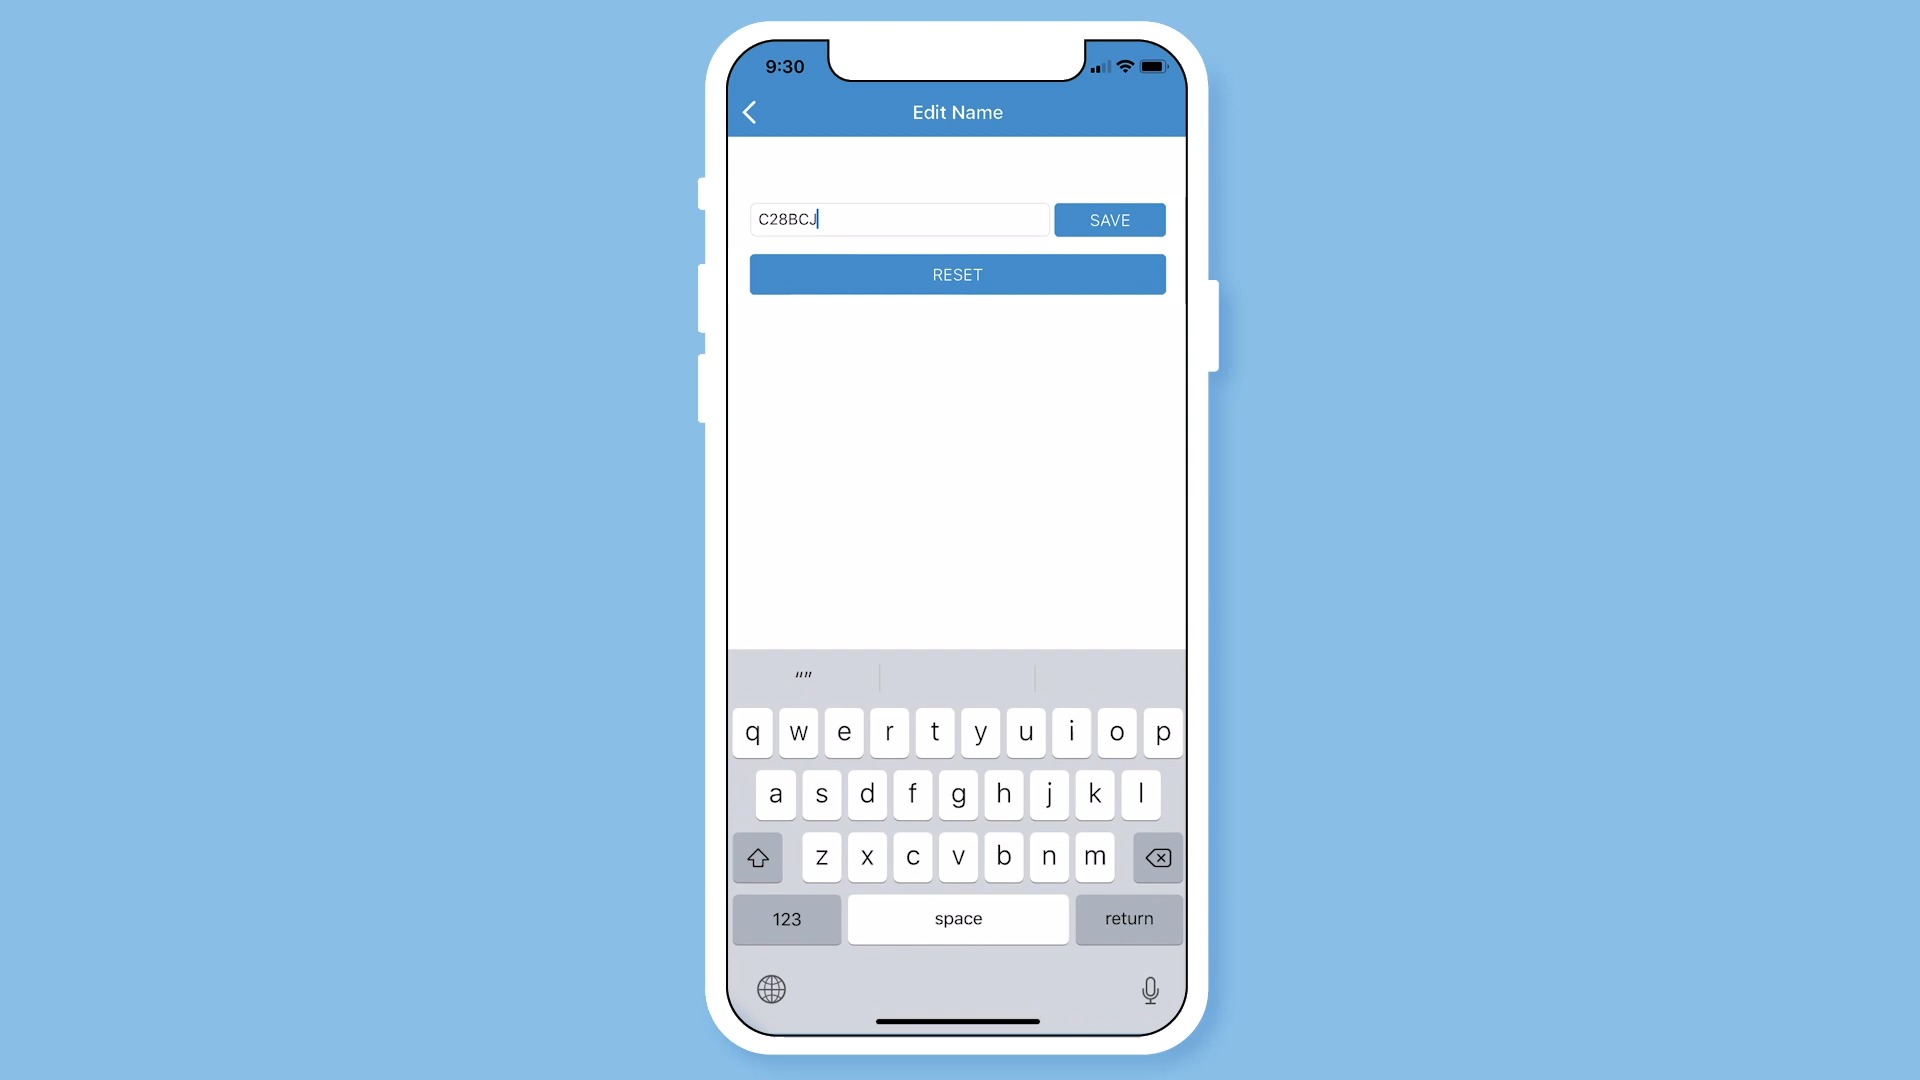 9:30
Edit Name
C28BCJ
SAVE
RESET
“”
q w e r t y u i o p
a s d f g h j k l
z x c v b n m
123 space return